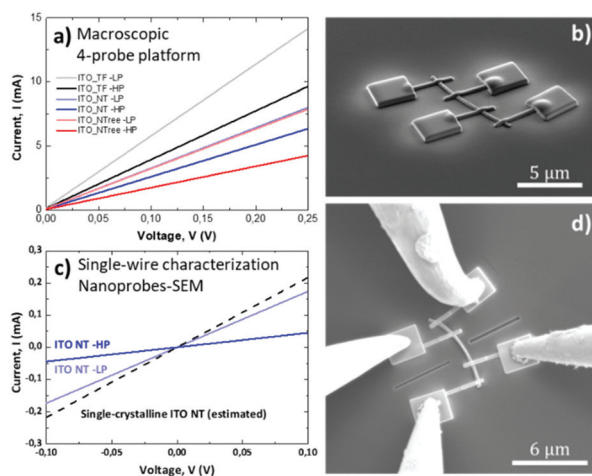 a) Macroscopic
4-probe platform
ITO_TF -LP
ITO_TF -HP
ITO_NT -LP
ITO_NT -HP
ITO_NTree -LP
ITO_NTree -HP
Current, I (mA)
15
10
5
0
0,00 0,05 0,10 0,15 0,20 0,25
Voltage, V (V)
b)
5 μm
c) Single-wire characterization
Nanoprobes-SEM
Current, I (mA)
0,3
0,2
0,1
0,0
-0,1
-0,2
-0,3
0,4
ITO NT -HP
ITO NT -LP
Single-crystalline ITO NT (estimated)
-0,10 -0,05 0,00 0,05 0,10
Voltage, V (V)
d)
6 μm